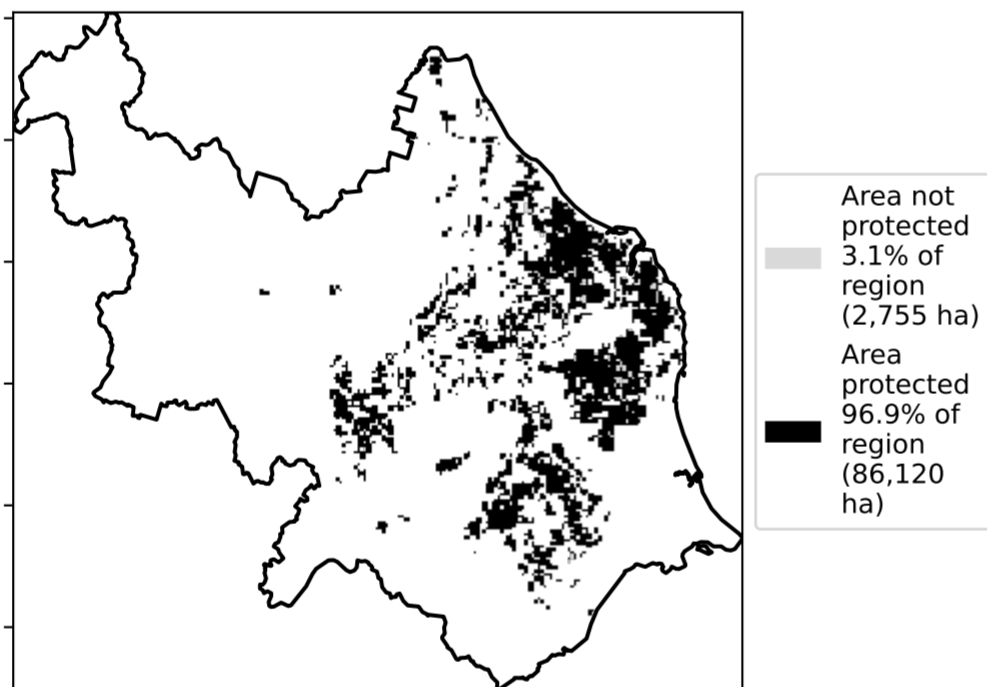 Area not
protected
3.1% of
region
(2,755 ha)
Area
protected
96.9% of
region
(86,120
ha)